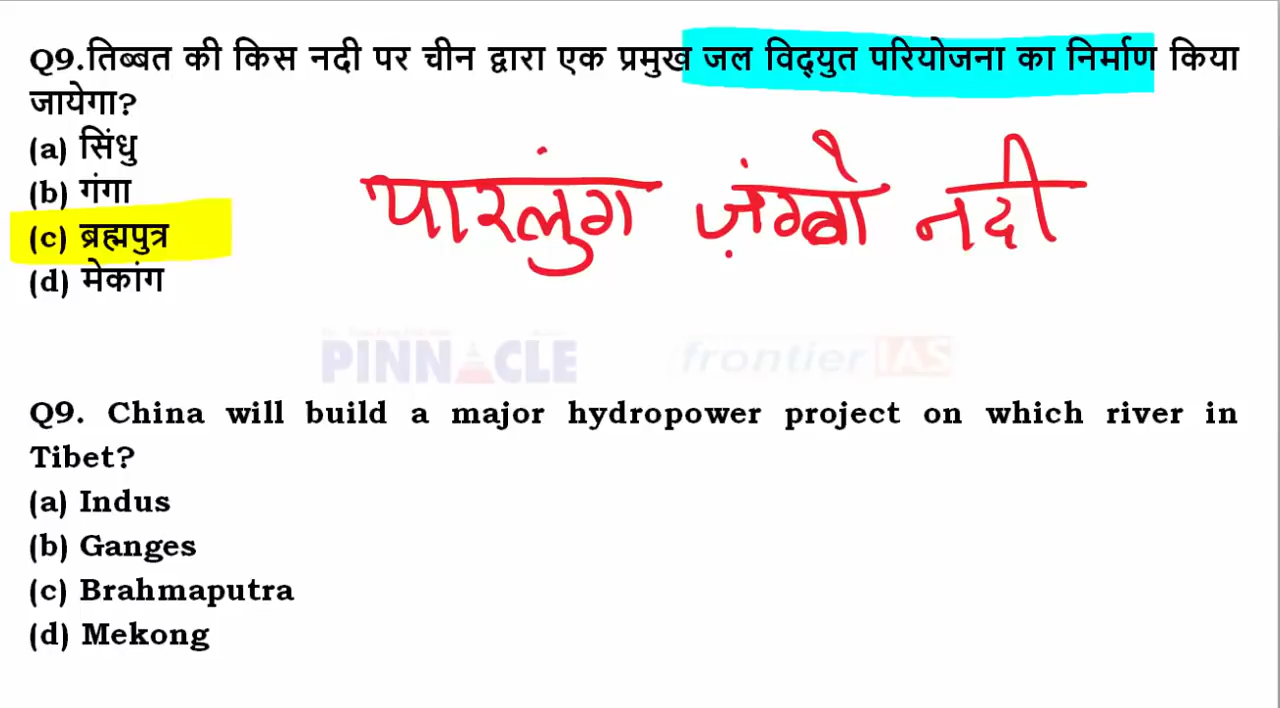 Q9.तिब्बत की किस नदी पर चीन द्वारा एक प्रमुख जल विद्युत परियोजना का निर्माण किया
जायेगा?
(a) सिंधु
(b) गंगा
(c) ब्रह्मपुत्र
(d) मेकांग
पारलुंग ज़ंग्बो नदी
PINNACLE frontier IAS
Q9. China will build a major hydropower project on which river in
Tibet?
(a) Indus
(b) Ganges
(c) Brahmaputra
(d) Mekong